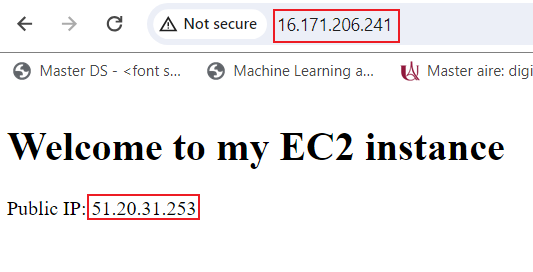 Not secure 16.171.206.241
Master DS - <font s... Machine Learning a... Master aire: digi
Welcome to my EC2 instance
Public IP: 51.20.31.253